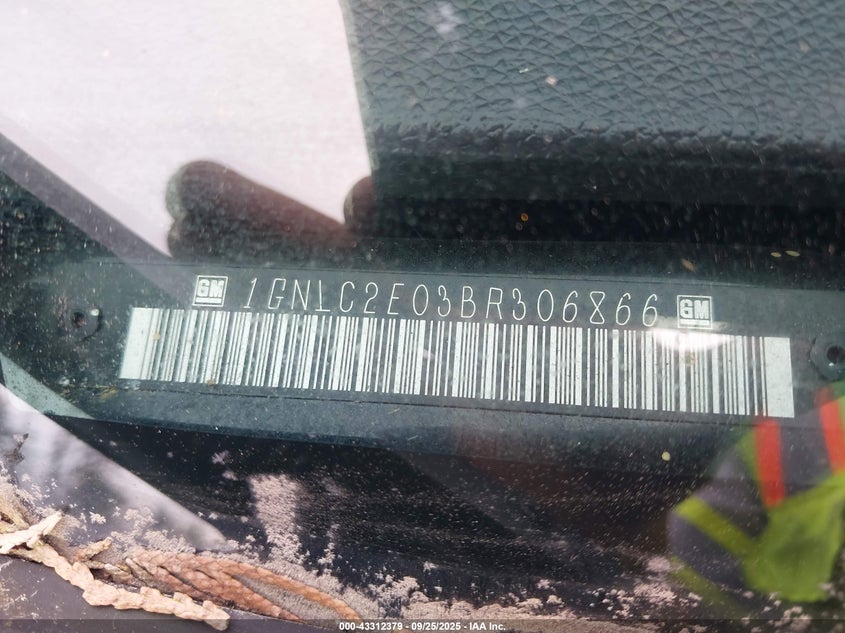 GM 1GNLC2E03BR306866 GM
000-43312379 - 09/25/2025 - IAA Inc.